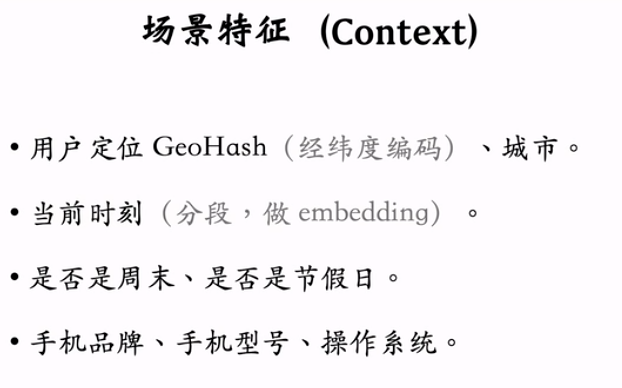 场景特征 (Context)
• 用户定位 GeoHash（经纬度编码）、城市。
• 当前时刻（分段，做 embedding）。
• 是否是周末、是否是节假日。
• 手机品牌、手机型号、操作系统。